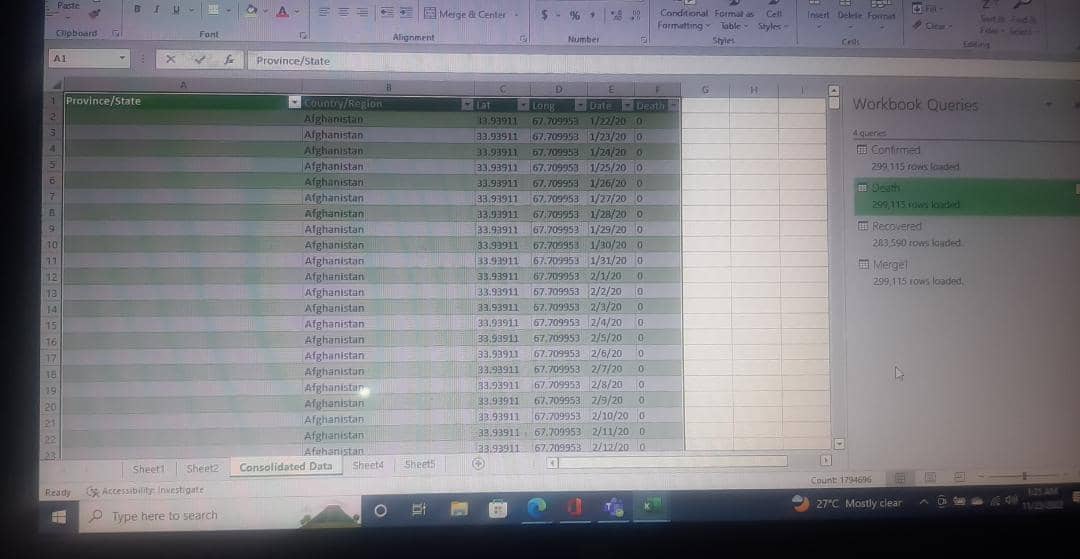 Paste
B I U
A
Merge & Center
$ % ,
Conditional Format as Cell
Formatting Table Styles
Insert Delete Format
Fill
Clear
Clipboard
Font
Alignment
Number
Styles
Cells
Editing
A1
fx
Province/State
A B C D E F G H I
1 Province/State Country/Region Lat Long Date Death
2 Afghanistan 33.93911 67.709953 1/22/20 0
3 Afghanistan 33.93911 67.709953 1/23/20 0
4 Afghanistan 33.93911 67.709953 1/24/20 0
5 Afghanistan 33.93911 67.709953 1/25/20 0
6 Afghanistan 33.93911 67.709953 1/26/20 0
7 Afghanistan 33.93911 67.709953 1/27/20 0
8 Afghanistan 33.93911 67.709953 1/28/20 0
9 Afghanistan 33.93911 67.709953 1/29/20 0
10 Afghanistan 33.93911 67.709953 1/30/20 0
11 Afghanistan 33.93911 67.709953 1/31/20 0
12 Afghanistan 33.93911 67.709953 2/1/20 0
13 Afghanistan 33.93911 67.709953 2/2/20 0
14 Afghanistan 33.93911 67.709953 2/3/20 0
15 Afghanistan 33.93911 67.709953 2/4/20 0
16 Afghanistan 33.93911 67.709953 2/5/20 0
17 Afghanistan 33.93911 67.709953 2/6/20 0
18 Afghanistan 33.93911 67.709953 2/7/20 0
19 Afghanistan 33.93911 67.709953 2/8/20 0
20 Afghanistan 33.93911 67.709953 2/9/20 0
21 Afghanistan 33.93911 67.709953 2/10/20 0
22 Afghanistan 33.93911 67.709953 2/11/20 0
23 Afghanistan 33.93911 67.709953 2/12/20 0
Workbook Queries
4 queries
Confirmed
299,115 rows loaded.
Death
299,115 rows loaded.
Recovered
283,590 rows loaded.
Merge1
299,115 rows loaded.
Sheet1 Sheet2 Consolidated Data Sheet4 Sheet5
Ready Accessibility: Investigate
Count: 1794696
Type here to search
27°C Mostly clear
1:25 AM